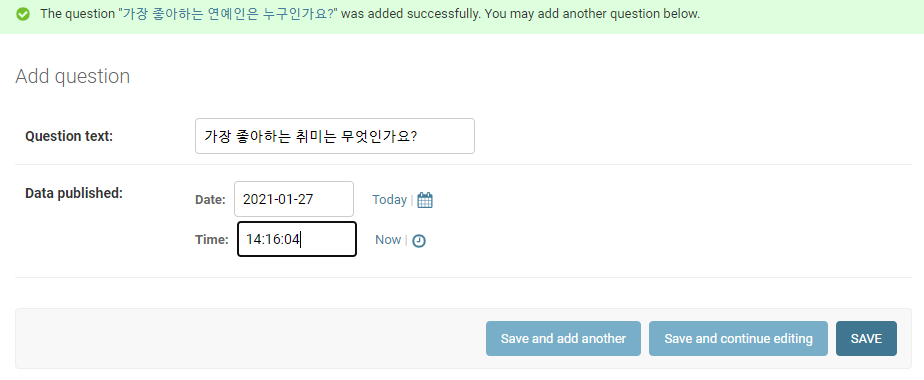 The question "가장 좋아하는 연예인은 누구인가요?" was added successfully. You may add another question below.
Add question
Question text: 가장 좋아하는 취미는 무엇인가요?
Data published: Date: 2021-01-27 Today |
Time: 14:16:04 Now |
Save and add another Save and continue editing SAVE